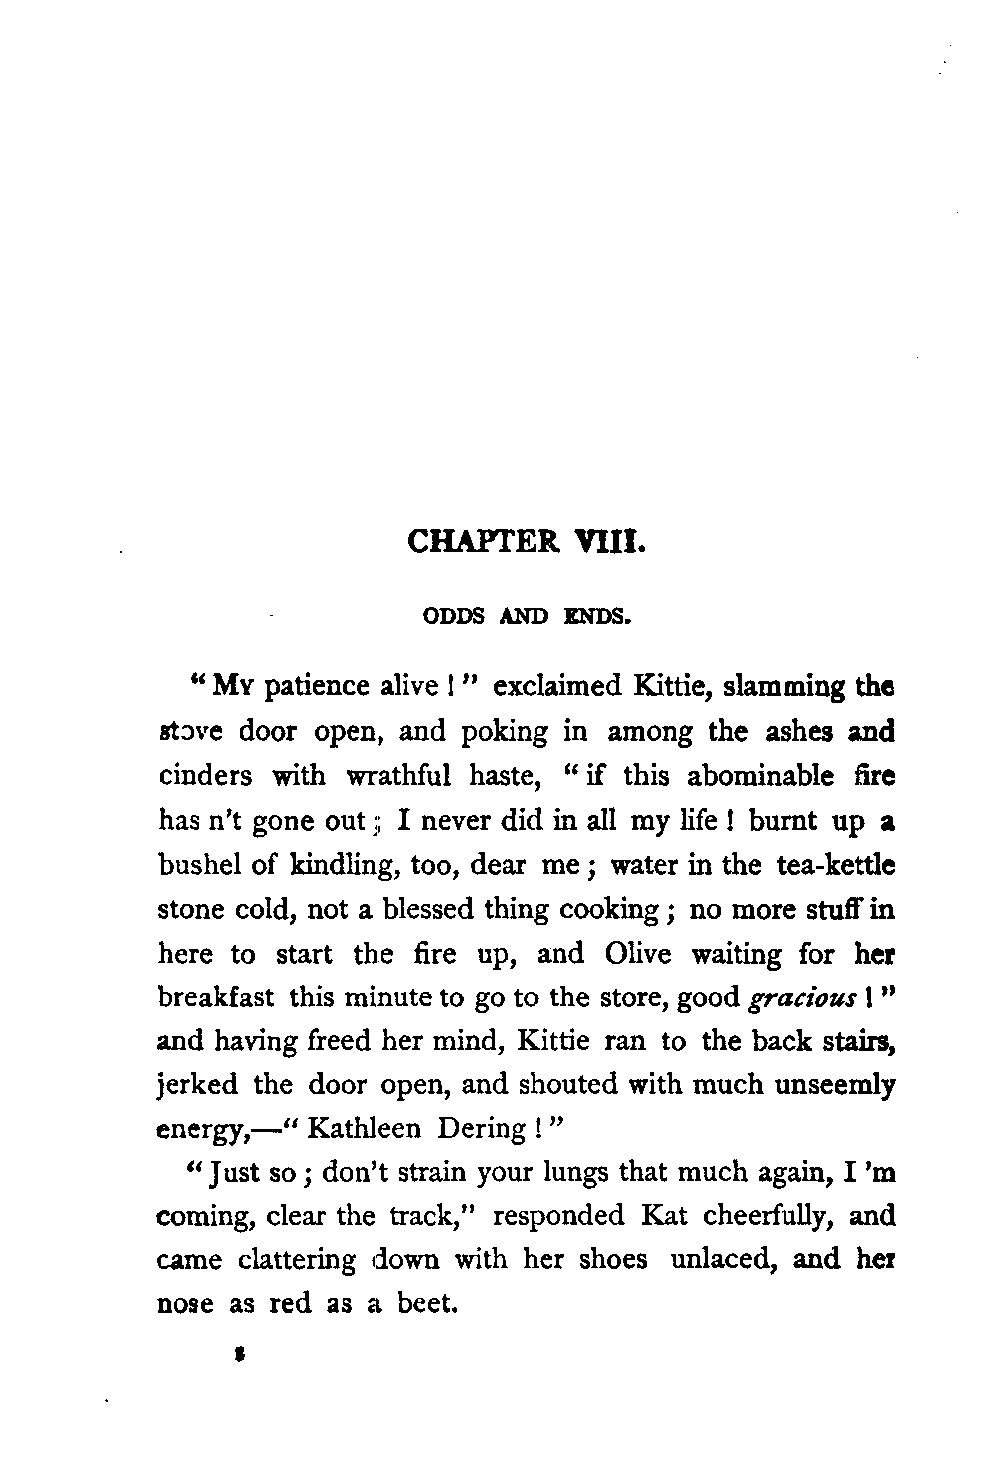 CHAPTER VIII.
ODDS AND ENDS.
“ MY patience alive ! ” exclaimed Kittie, slamming the
stove door open, and poking in among the ashes and
cinders with wrathful haste, “ if this abominable fire
has n't gone out ; I never did in all my life ! burnt up a
bushel of kindling, too, dear me ; water in the tea-kettle
stone cold, not a blessed thing cooking ; no more stuff in
here to start the fire up, and Olive waiting for her
breakfast this minute to go to the store, good gracious ! ”
and having freed her mind, Kittie ran to the back stairs,
jerked the door open, and shouted with much unseemly
energy,—“ Kathleen Dering ! ”
“ Just so ; don't strain your lungs that much again, I 'm
coming, clear the track,” responded Kat cheerfully, and
came clattering down with her shoes unlaced, and her
nose as red as a beet.